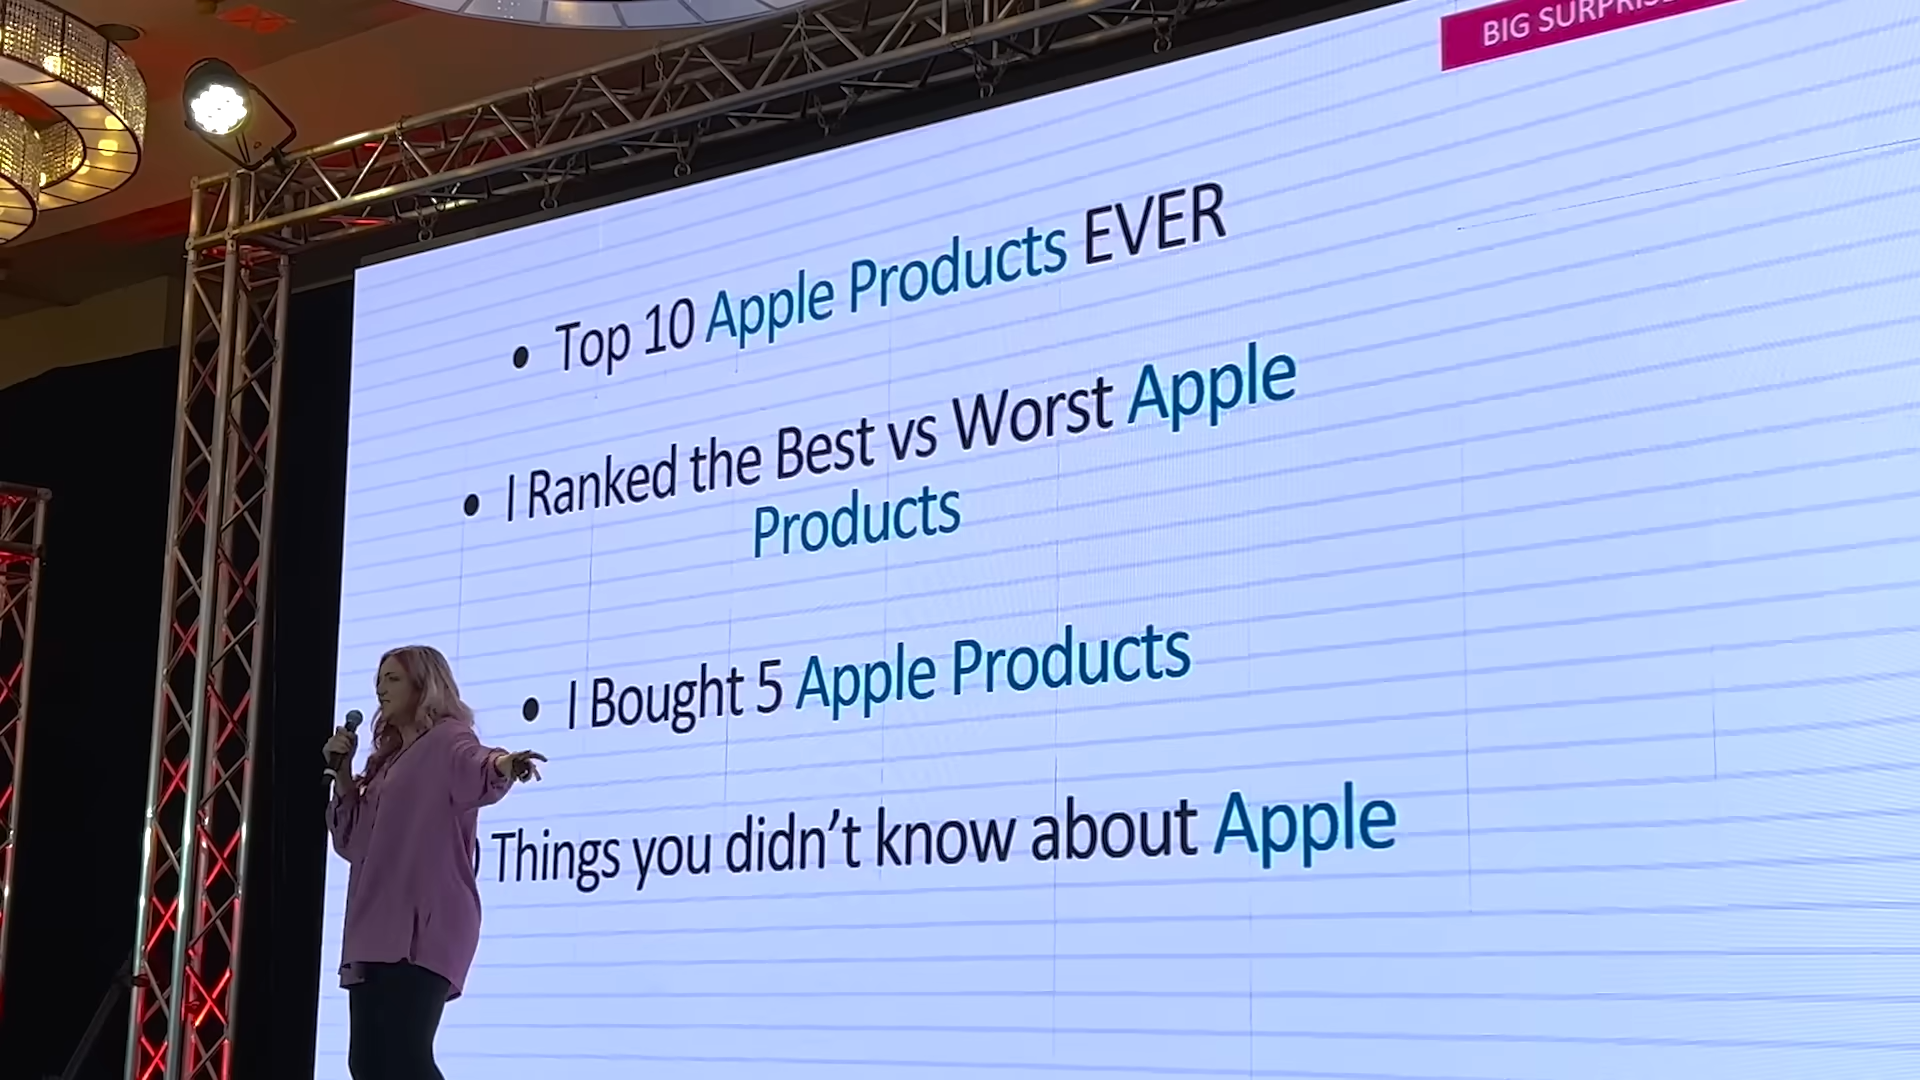 BIG SURPRISE
• Top 10 Apple Products EVER
• I Ranked the Best vs Worst Apple
Products
• I Bought 5 Apple Products
Things you didn’t know about Apple